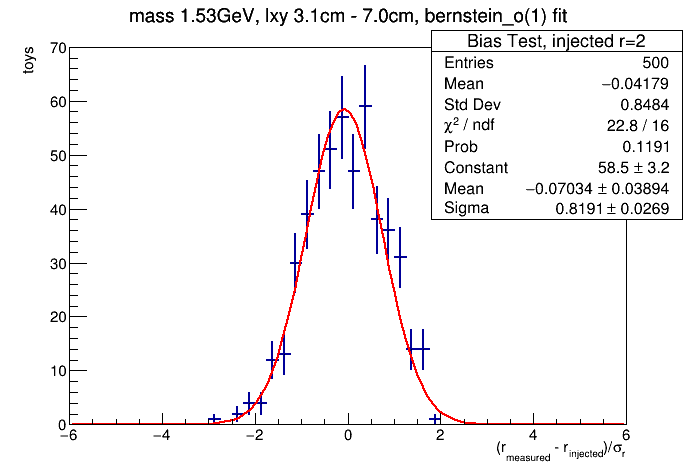 mass 1.53GeV, lxy 3.1cm - 7.0cm, bernstein_o(1) fit
toys
Bias Test, injected r=2
Entries 500
Mean −0.04179
Std Dev 0.8484
χ² / ndf 22.8 / 16
Prob 0.1191
Constant 58.5 ± 3.2
Mean −0.07034 ± 0.03894
Sigma 0.8191 ± 0.0269
70
60
50
40
30
20
10
0
−6 −4 −2 0 2 4 6
(r_measured - r_injected)/σ_r